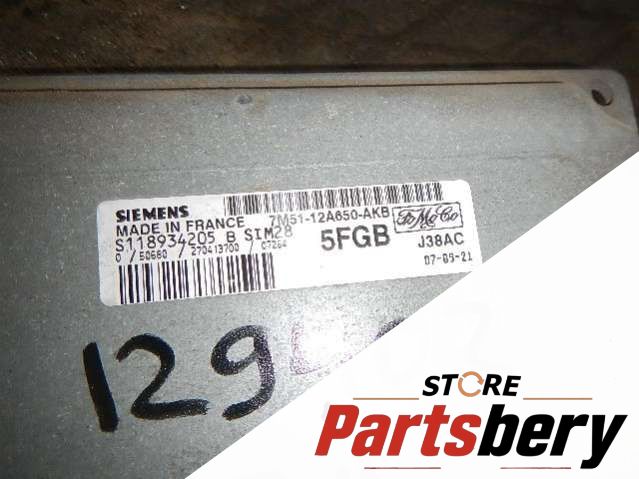 SIEMENS
MADE IN FRANCE 7M51-12A650-AKB FoMoCo
S118934205 B SIM28 5FGB J38AC
0 / 50660 / 270413700 C7264 07-05-21
129
STORE
Partsbery